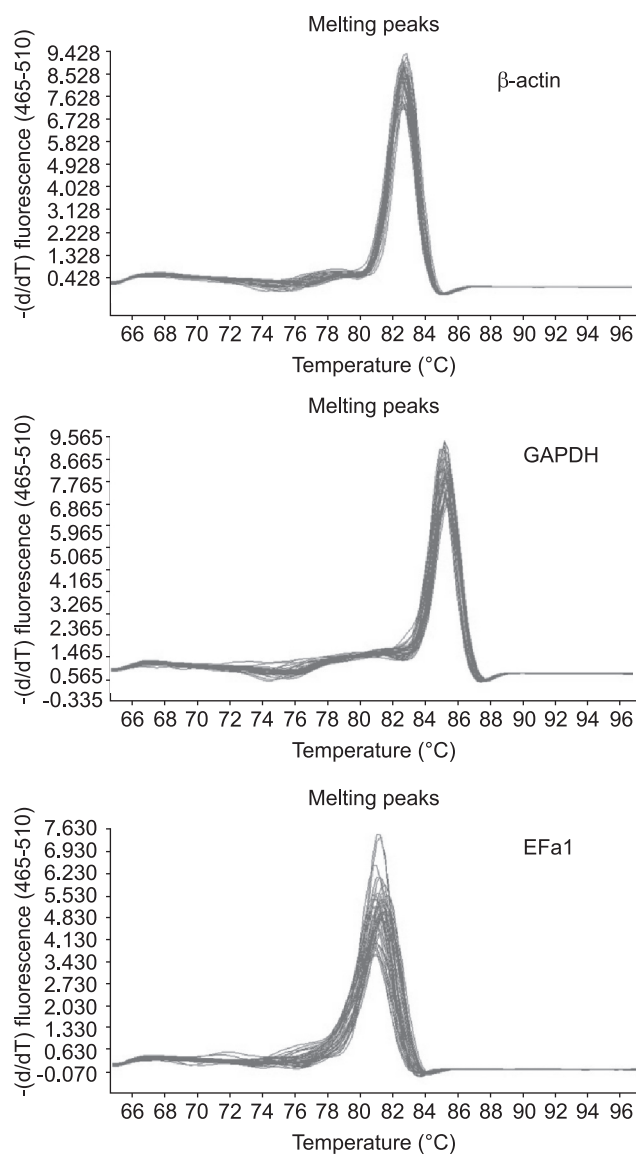 Melting peaks
β-actin
-(d/dT) fluorescence (465-510)
9.428
8.528
7.628
6.728
5.828
4.928
4.028
3.128
2.228
1.328
0.428
66 68 70 72 74 76 78 80 82 84 86 88 90 92 94 96
Temperature (°C)
Melting peaks
GAPDH
-(d/dT) fluorescence (465-510)
9.565
8.665
7.765
6.865
5.965
5.065
4.165
3.265
2.365
1.465
0.565
-0.335
66 68 70 72 74 76 78 80 82 84 86 88 90 92 94 96
Temperature (°C)
Melting peaks
EFa1
-(d/dT) fluorescence (465-510)
7.630
6.930
6.230
5.530
4.830
4.130
3.430
2.730
2.030
1.330
0.630
-0.070
66 68 70 72 74 76 78 80 82 84 86 88 90 92 94 96
Temperature (°C)